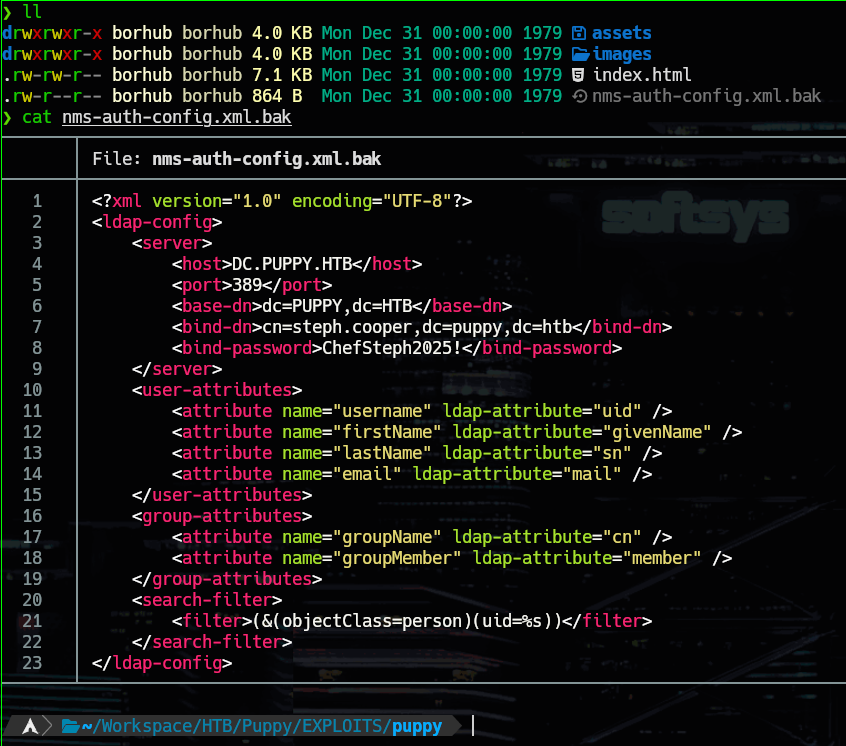 ❯ ll
drwxrwxr-x borhub borhub 4.0 KB Mon Dec 31 00:00:00 1979 assets
drwxrwxr-x borhub borhub 4.0 KB Mon Dec 31 00:00:00 1979 images
.rw-rw-r-- borhub borhub 7.1 KB Mon Dec 31 00:00:00 1979 index.html
.rw-r--r-- borhub borhub 864 B  Mon Dec 31 00:00:00 1979 nms-auth-config.xml.bak
❯ cat nms-auth-config.xml.bak
File: nms-auth-config.xml.bak
1 <?xml version="1.0" encoding="UTF-8"?>
2 <ldap-config>
softsys
3     <server>
4         <host>DC.PUPPY.HTB</host>
5         <port>389</port>
6         <base-dn>dc=PUPPY,dc=HTB</base-dn>
7         <bind-dn>cn=steph.cooper,dc=puppy,dc=htb</bind-dn>
8         <bind-password>ChefSteph2025!</bind-password>
9     </server>
10     <user-attributes>
11         <attribute name="username" ldap-attribute="uid" />
12         <attribute name="firstName" ldap-attribute="givenName" />
13         <attribute name="lastName" ldap-attribute="sn" />
14         <attribute name="email" ldap-attribute="mail" />
15     </user-attributes>
16     <group-attributes>
17         <attribute name="groupName" ldap-attribute="cn" />
18         <attribute name="groupMember" ldap-attribute="member" />
19     </group-attributes>
20     <search-filter>
21         <filter>(&(objectClass=person)(uid=%s))</filter>
22     </search-filter>
23 </ldap-config>
~/Workspace/HTB/Puppy/EXPLOITS/puppy